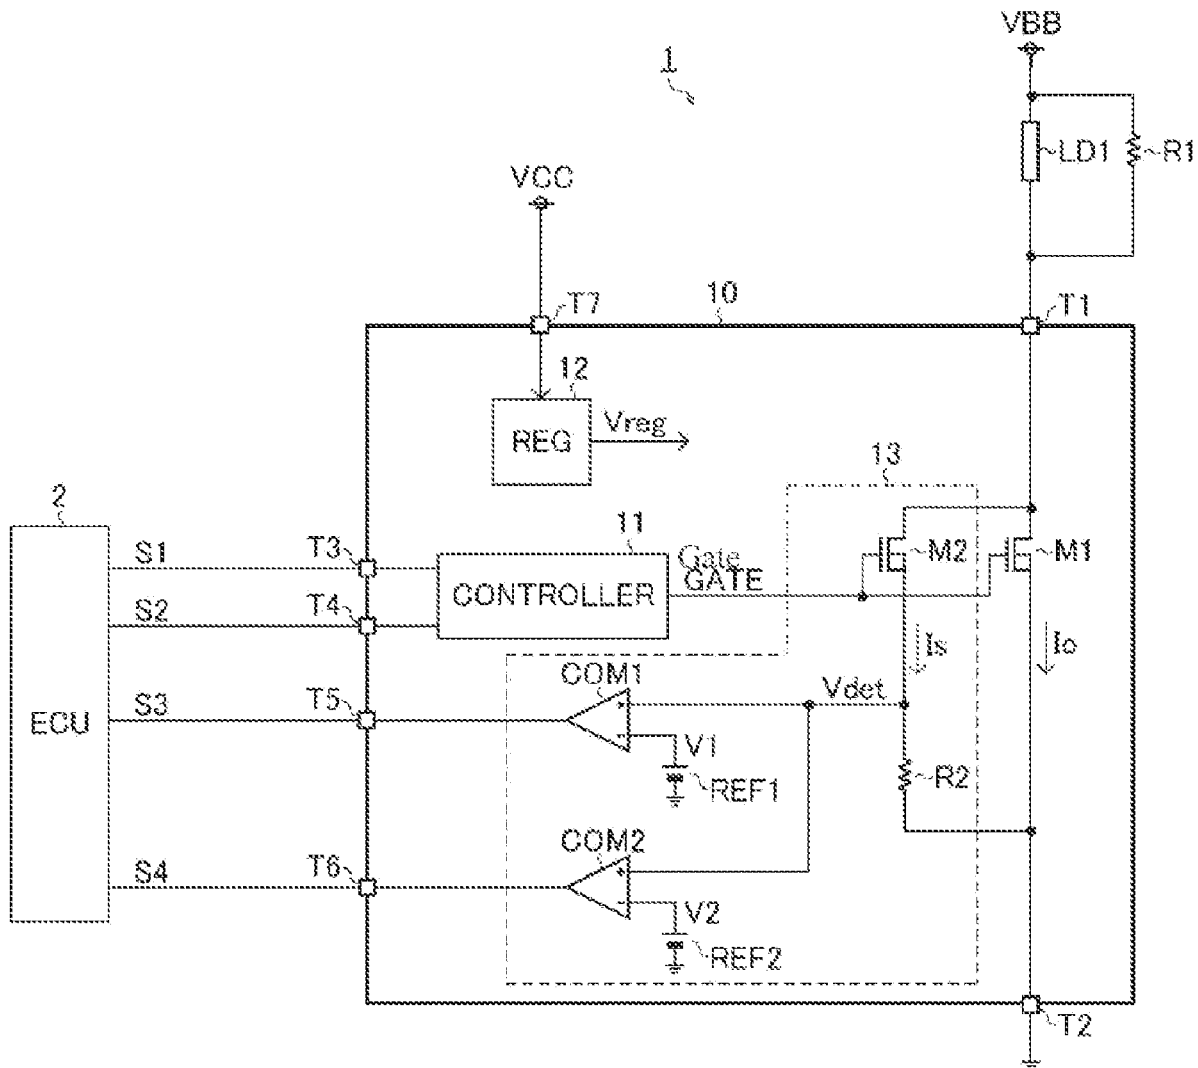 VBB
1
LD1
R1
VCC
T7
10
T1
12
REG
Vreg
13
2
S1
T3
11
Gate
GATE
M2
M1
CONTROLLER
S2
T4
Is
Io
COM1
Vdet
ECU
S3
T5
V1
REF1
R2
COM2
S4
T6
V2
REF2
T2